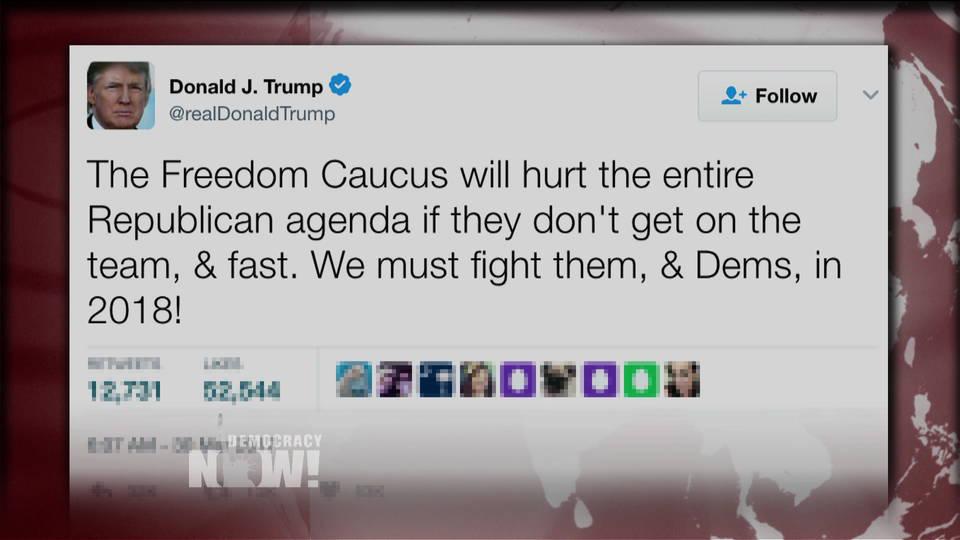 Donald J. Trump
@realDonaldTrump
Follow
The Freedom Caucus will hurt the entire
Republican agenda if they don't get on the
team, & fast. We must fight them, & Dems, in
2018!
RETWEETS LIKES
12,731 52,544
DEMOCRACY
NOW!